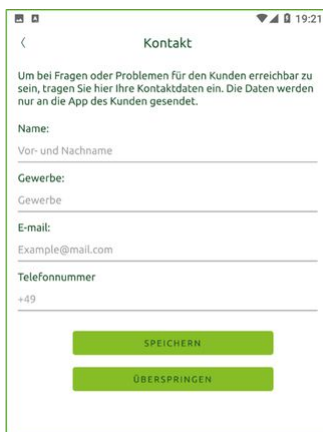 19:21
Kontakt
Um bei Fragen oder Problemen für den Kunden erreichbar zu
sein, tragen Sie hier Ihre Kontaktdaten ein. Die Daten werden
nur an die App des Kunden gesendet.
Name:
Vor- und Nachname
Gewerbe:
Gewerbe
E-mail:
Example@mail.com
Telefonnummer
+49
SPEICHERN
ÜBERSPRINGEN